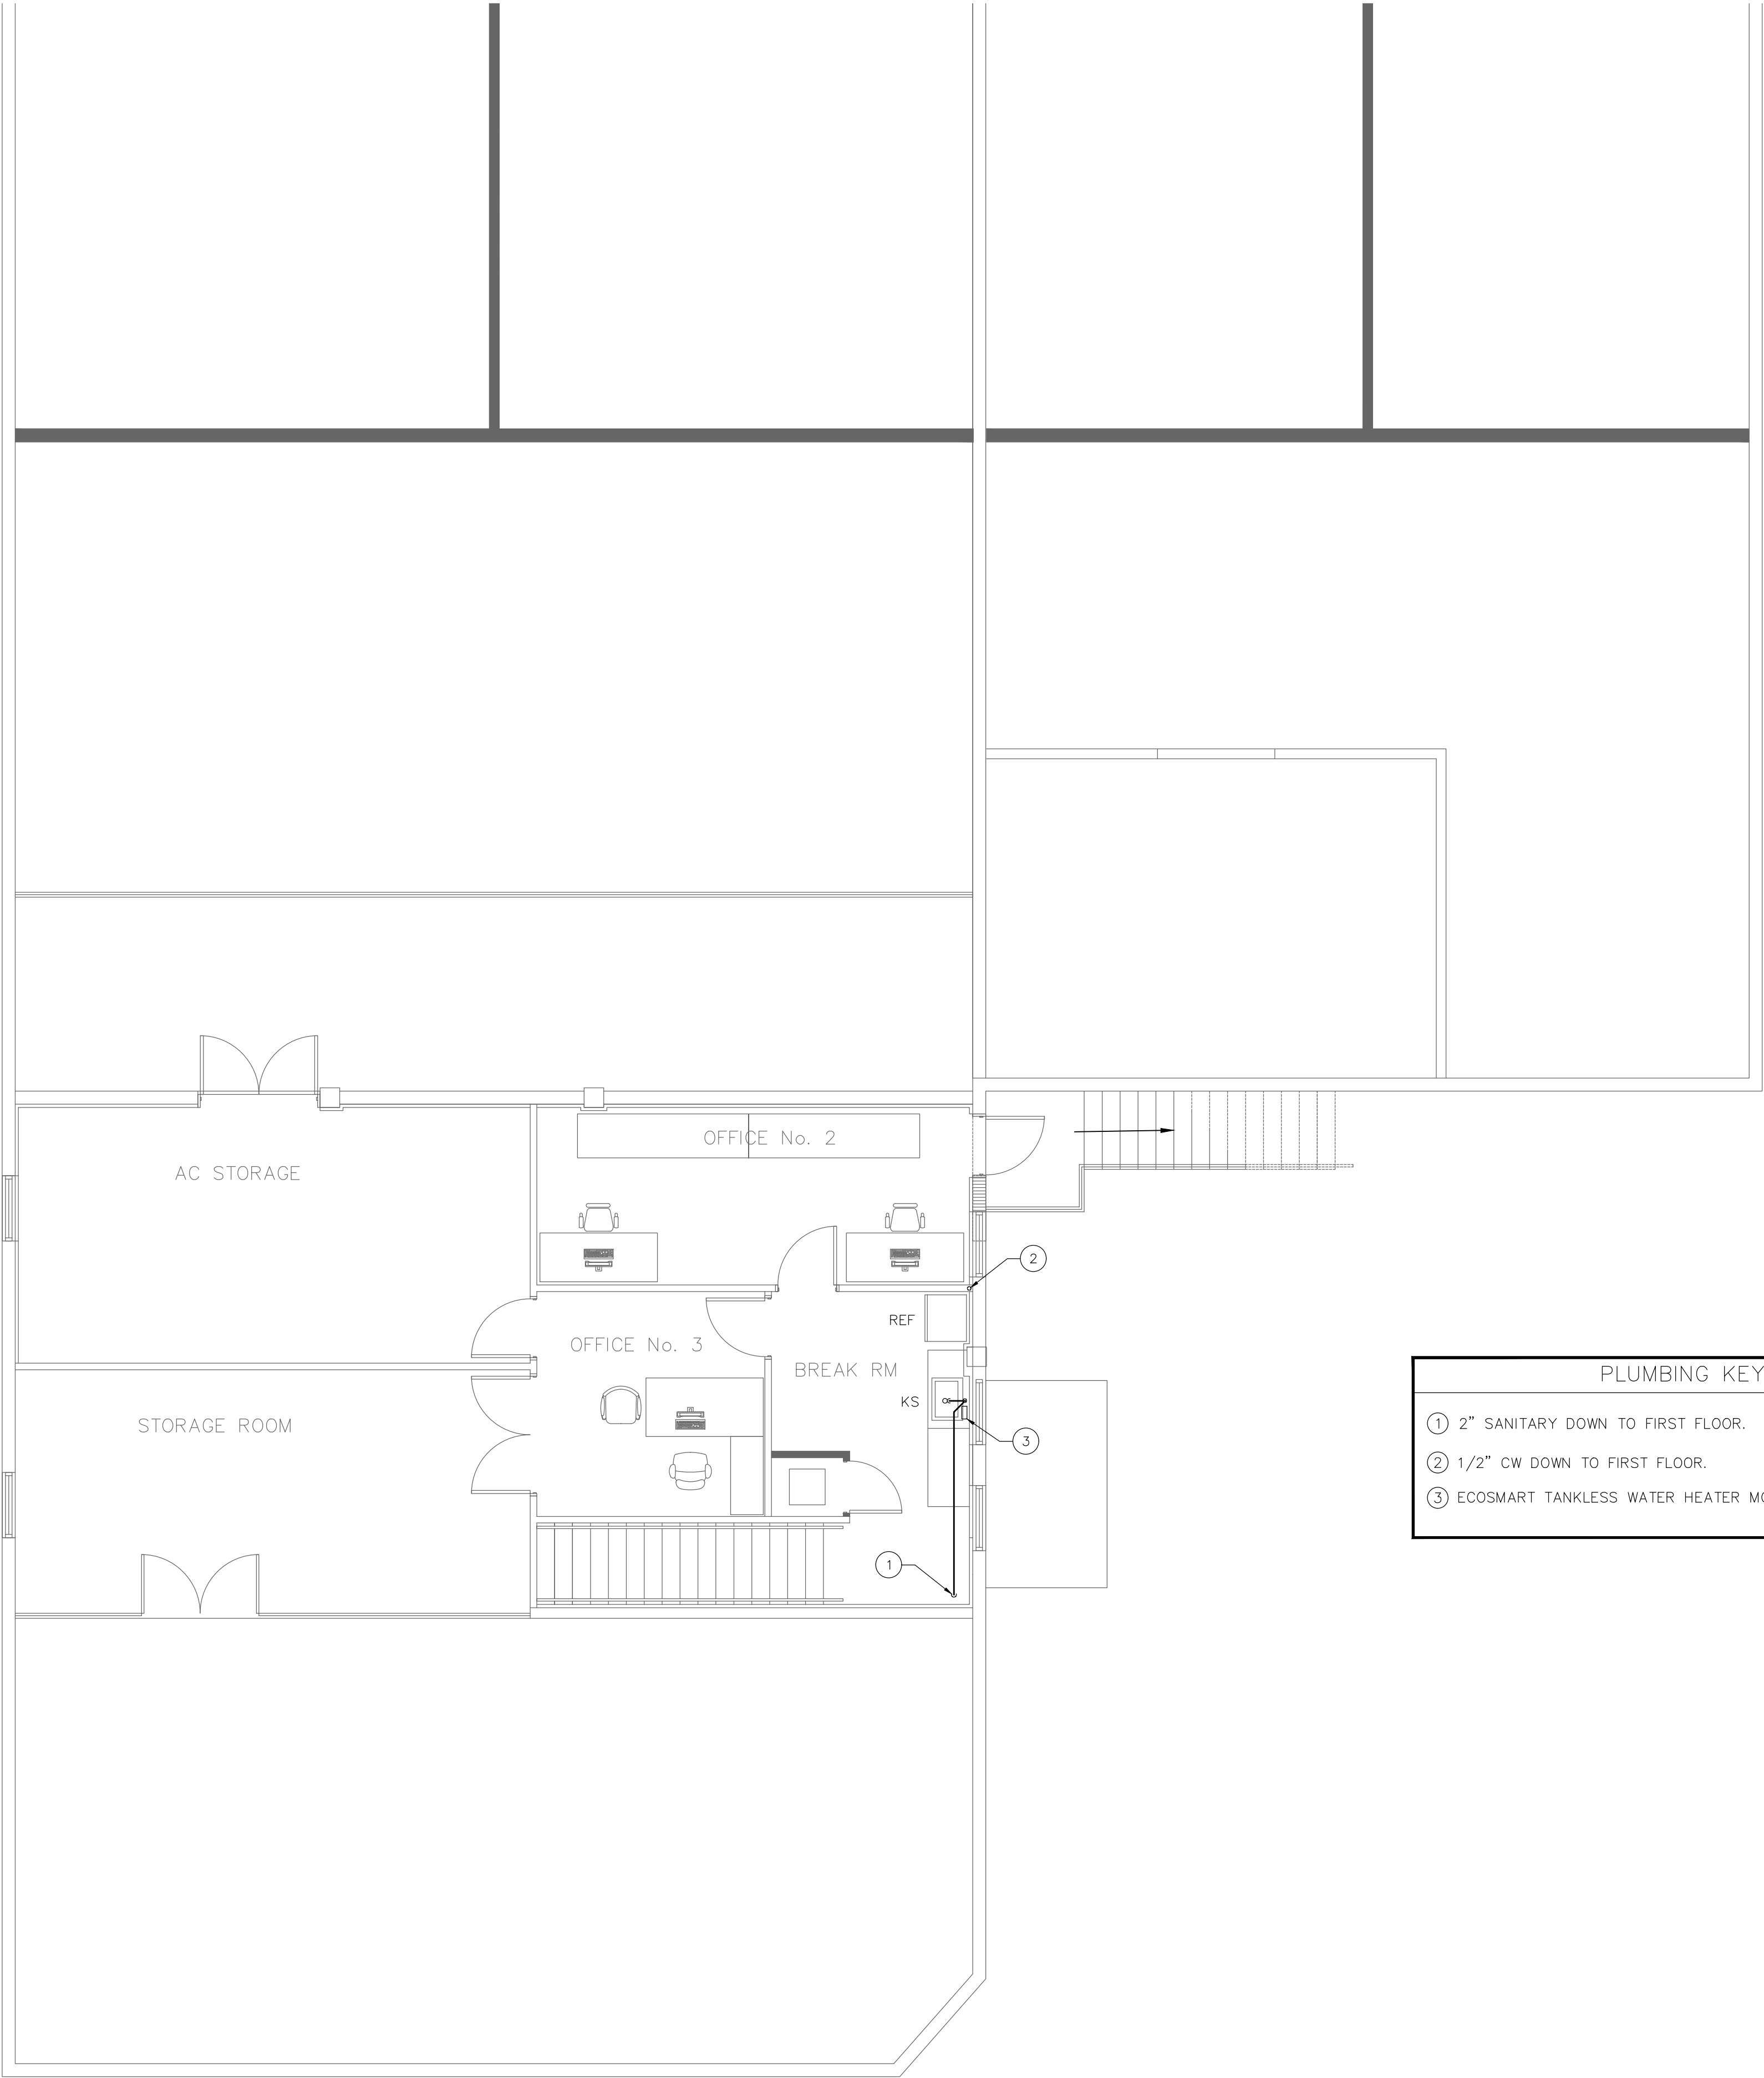 OFFICE No. 2
AC STORAGE
2
REF
OFFICE No. 3
BREAK RM
KS
STORAGE ROOM
3
1
PLUMBING KEY
1 2” SANITARY DOWN TO FIRST FLOOR.
2 1/2” CW DOWN TO FIRST FLOOR.
3 ECOSMART TANKLESS WATER HEATER